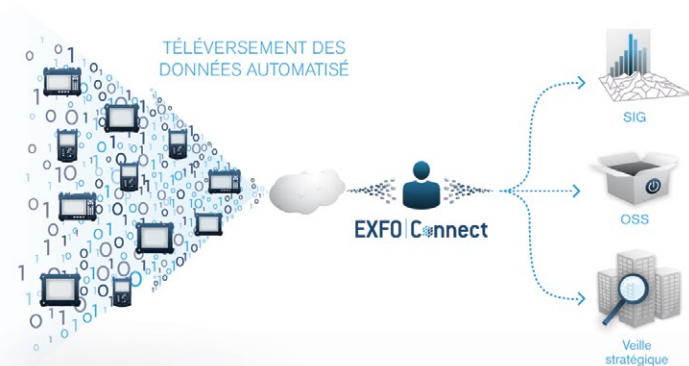 TÉLÉVERSEMENT DES
DONNÉES AUTOMATISÉ
SIG
EXFO Connect
OSS
Veille
stratégique